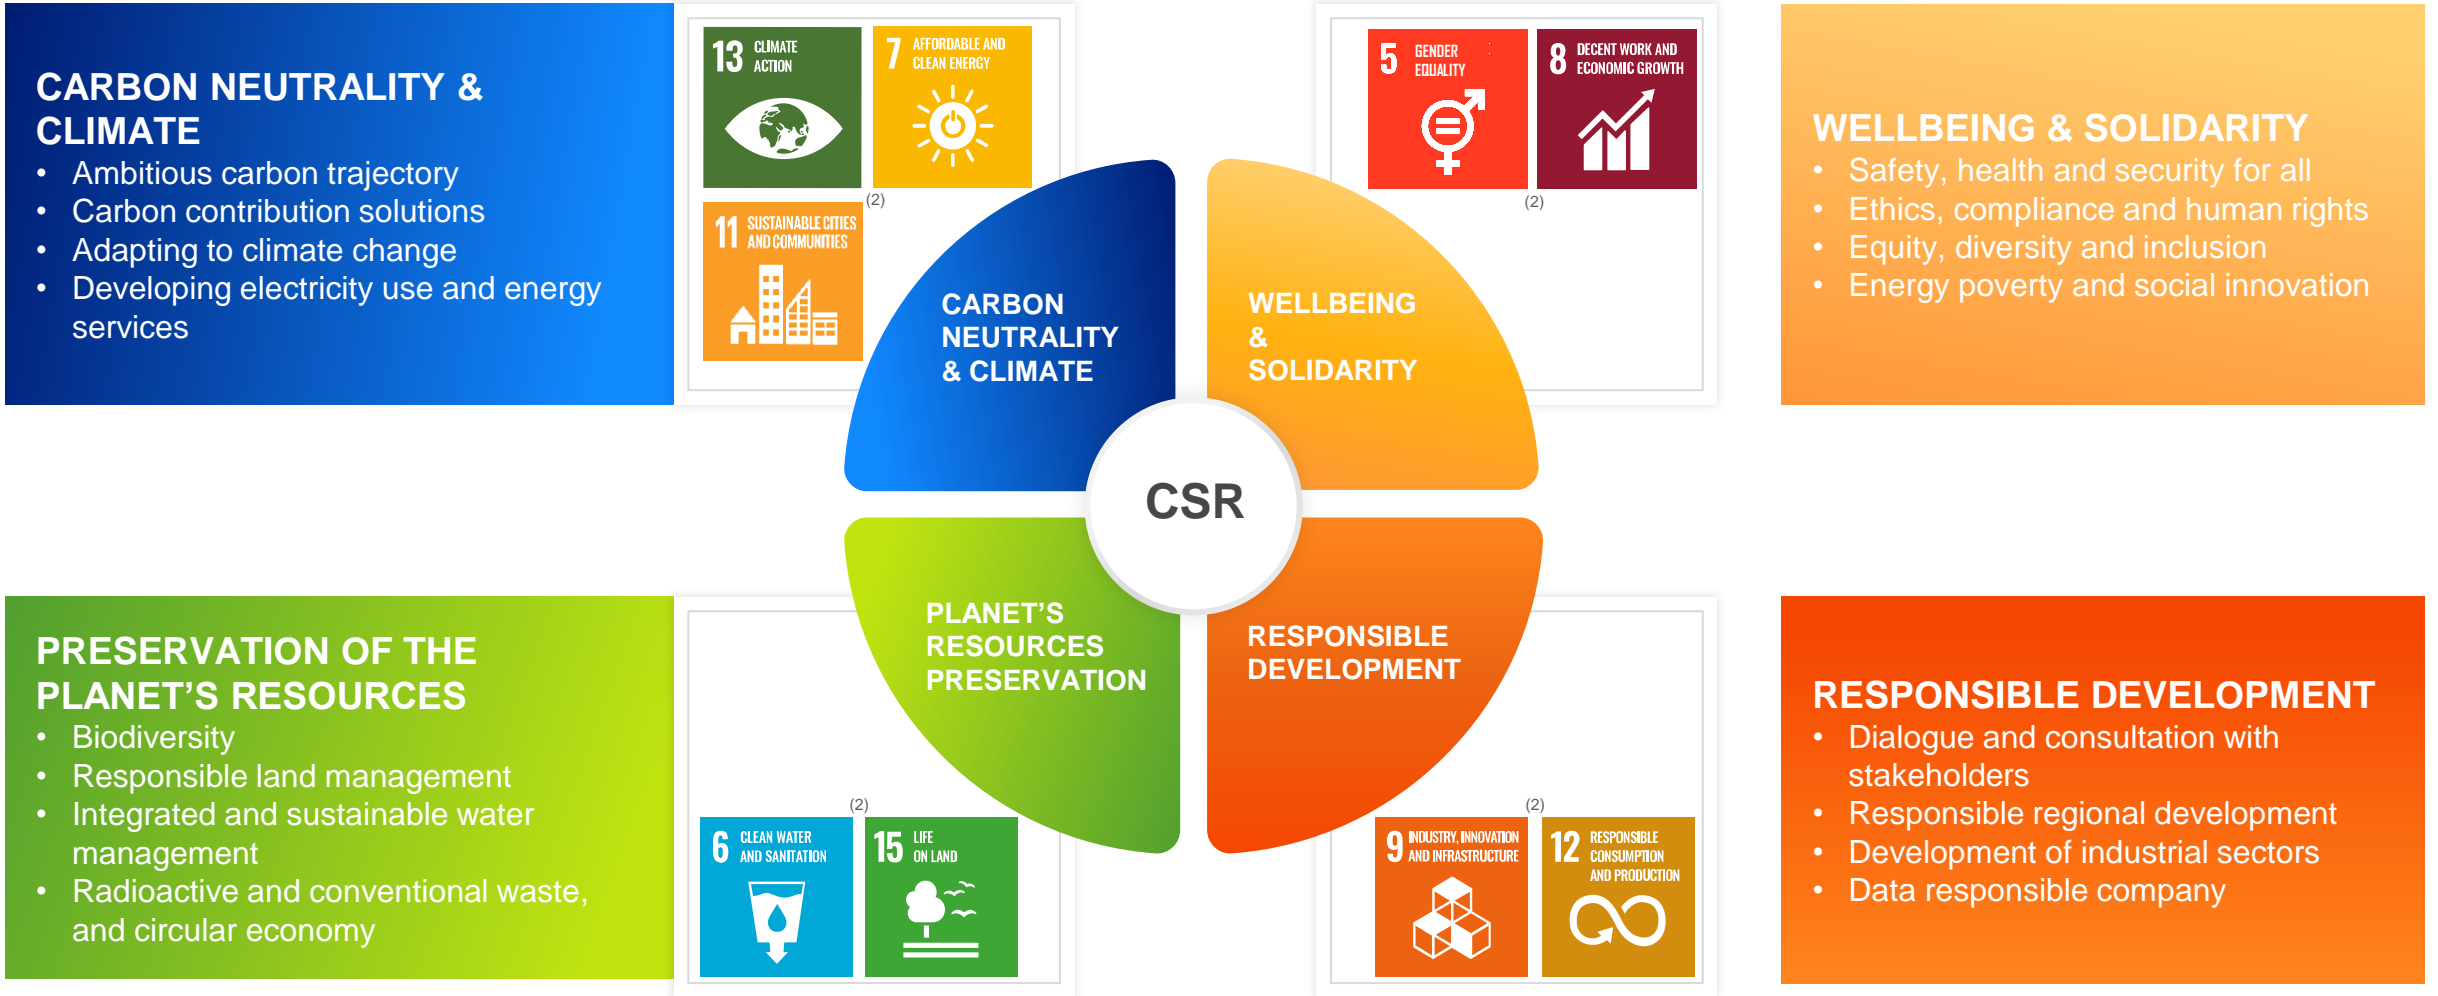 CARBON NEUTRALITY &
CLIMATE
• Ambitious carbon trajectory
• Carbon contribution solutions
• Adapting to climate change
• Developing electricity use and energy
services
13 CLIMATE
ACTION
7 AFFORDABLE AND
CLEAN ENERGY
(2)
11 SUSTAINABLE CITIES
AND COMMUNITIES
5 GENDER
EQUALITY
8 DECENT WORK AND
ECONOMIC GROWTH
(2)
WELLBEING & SOLIDARITY
• Safety, health and security for all
• Ethics, compliance and human rights
• Equity, diversity and inclusion
• Energy poverty and social innovation
CARBON
NEUTRALITY
& CLIMATE
WELLBEING
&
SOLIDARITY
CSR
PLANET’S
RESOURCES
PRESERVATION
RESPONSIBLE
DEVELOPMENT
PRESERVATION OF THE
PLANET’S RESOURCES
• Biodiversity
• Responsible land management
• Integrated and sustainable water
management
• Radioactive and conventional waste,
and circular economy
(2)
6 CLEAN WATER
AND SANITATION
15 LIFE
ON LAND
(2)
9 INDUSTRY, INNOVATION
AND INFRASTRUCTURE
12 RESPONSIBLE
CONSUMPTION
AND PRODUCTION
RESPONSIBLE DEVELOPMENT
• Dialogue and consultation with
stakeholders
• Responsible regional development
• Development of industrial sectors
• Data responsible company